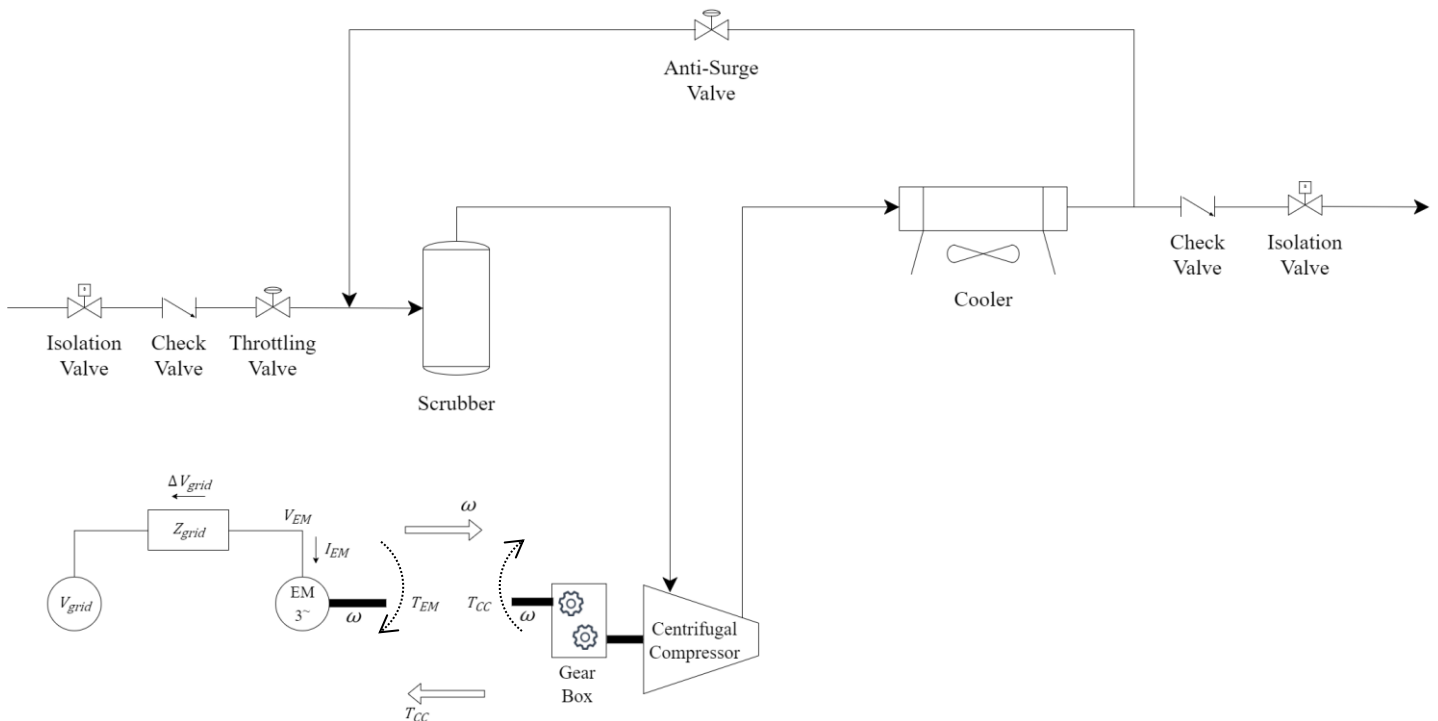 Anti-Surge
Valve
Isolation
Valve
Check
Valve
Throttling
Valve
Scrubber
Cooler
Check
Valve
Isolation
Valve
ΔV_grid
Z_grid
V_EM
I_EM
V_grid
EM
3~
ω
T_EM
ω
T_CC
ω
T_CC
Gear
Box
Centrifugal
Compressor